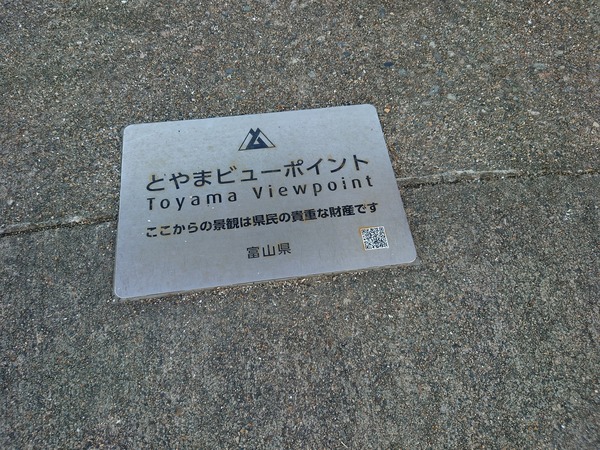 とやまビューポイント
Toyama Viewpoint
ここからの景観は県民の貴重な財産です
富山県